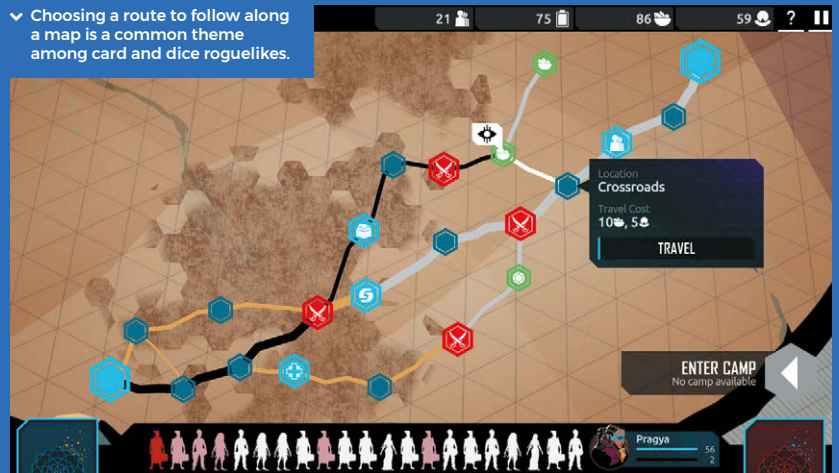 Choosing a route to follow along
a map is a common theme
among card and dice roguelikes.
21 75 86 59 ?
Location
Crossroads
Travel Cost
10, 5
TRAVEL
ENTER CAMP
No camp available
Pragya
56
2